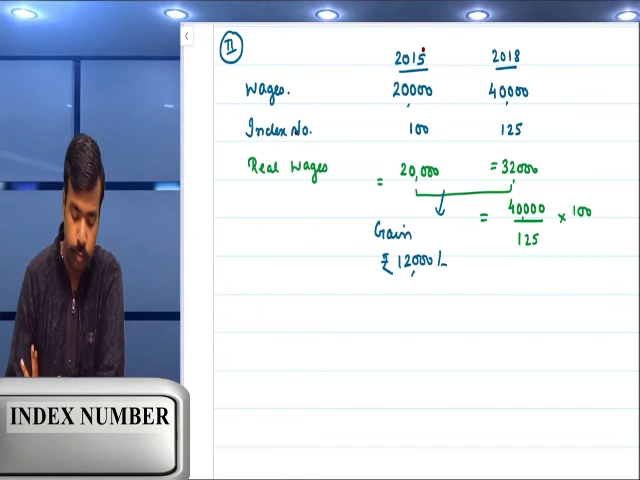 II
2015 2018
Wages. 20000 40000
Index No. 100 125
Real Wages = 20,000 = 32000
= 40000 / 125 × 100
Gain
₹ 12000/-
INDEX NUMBER